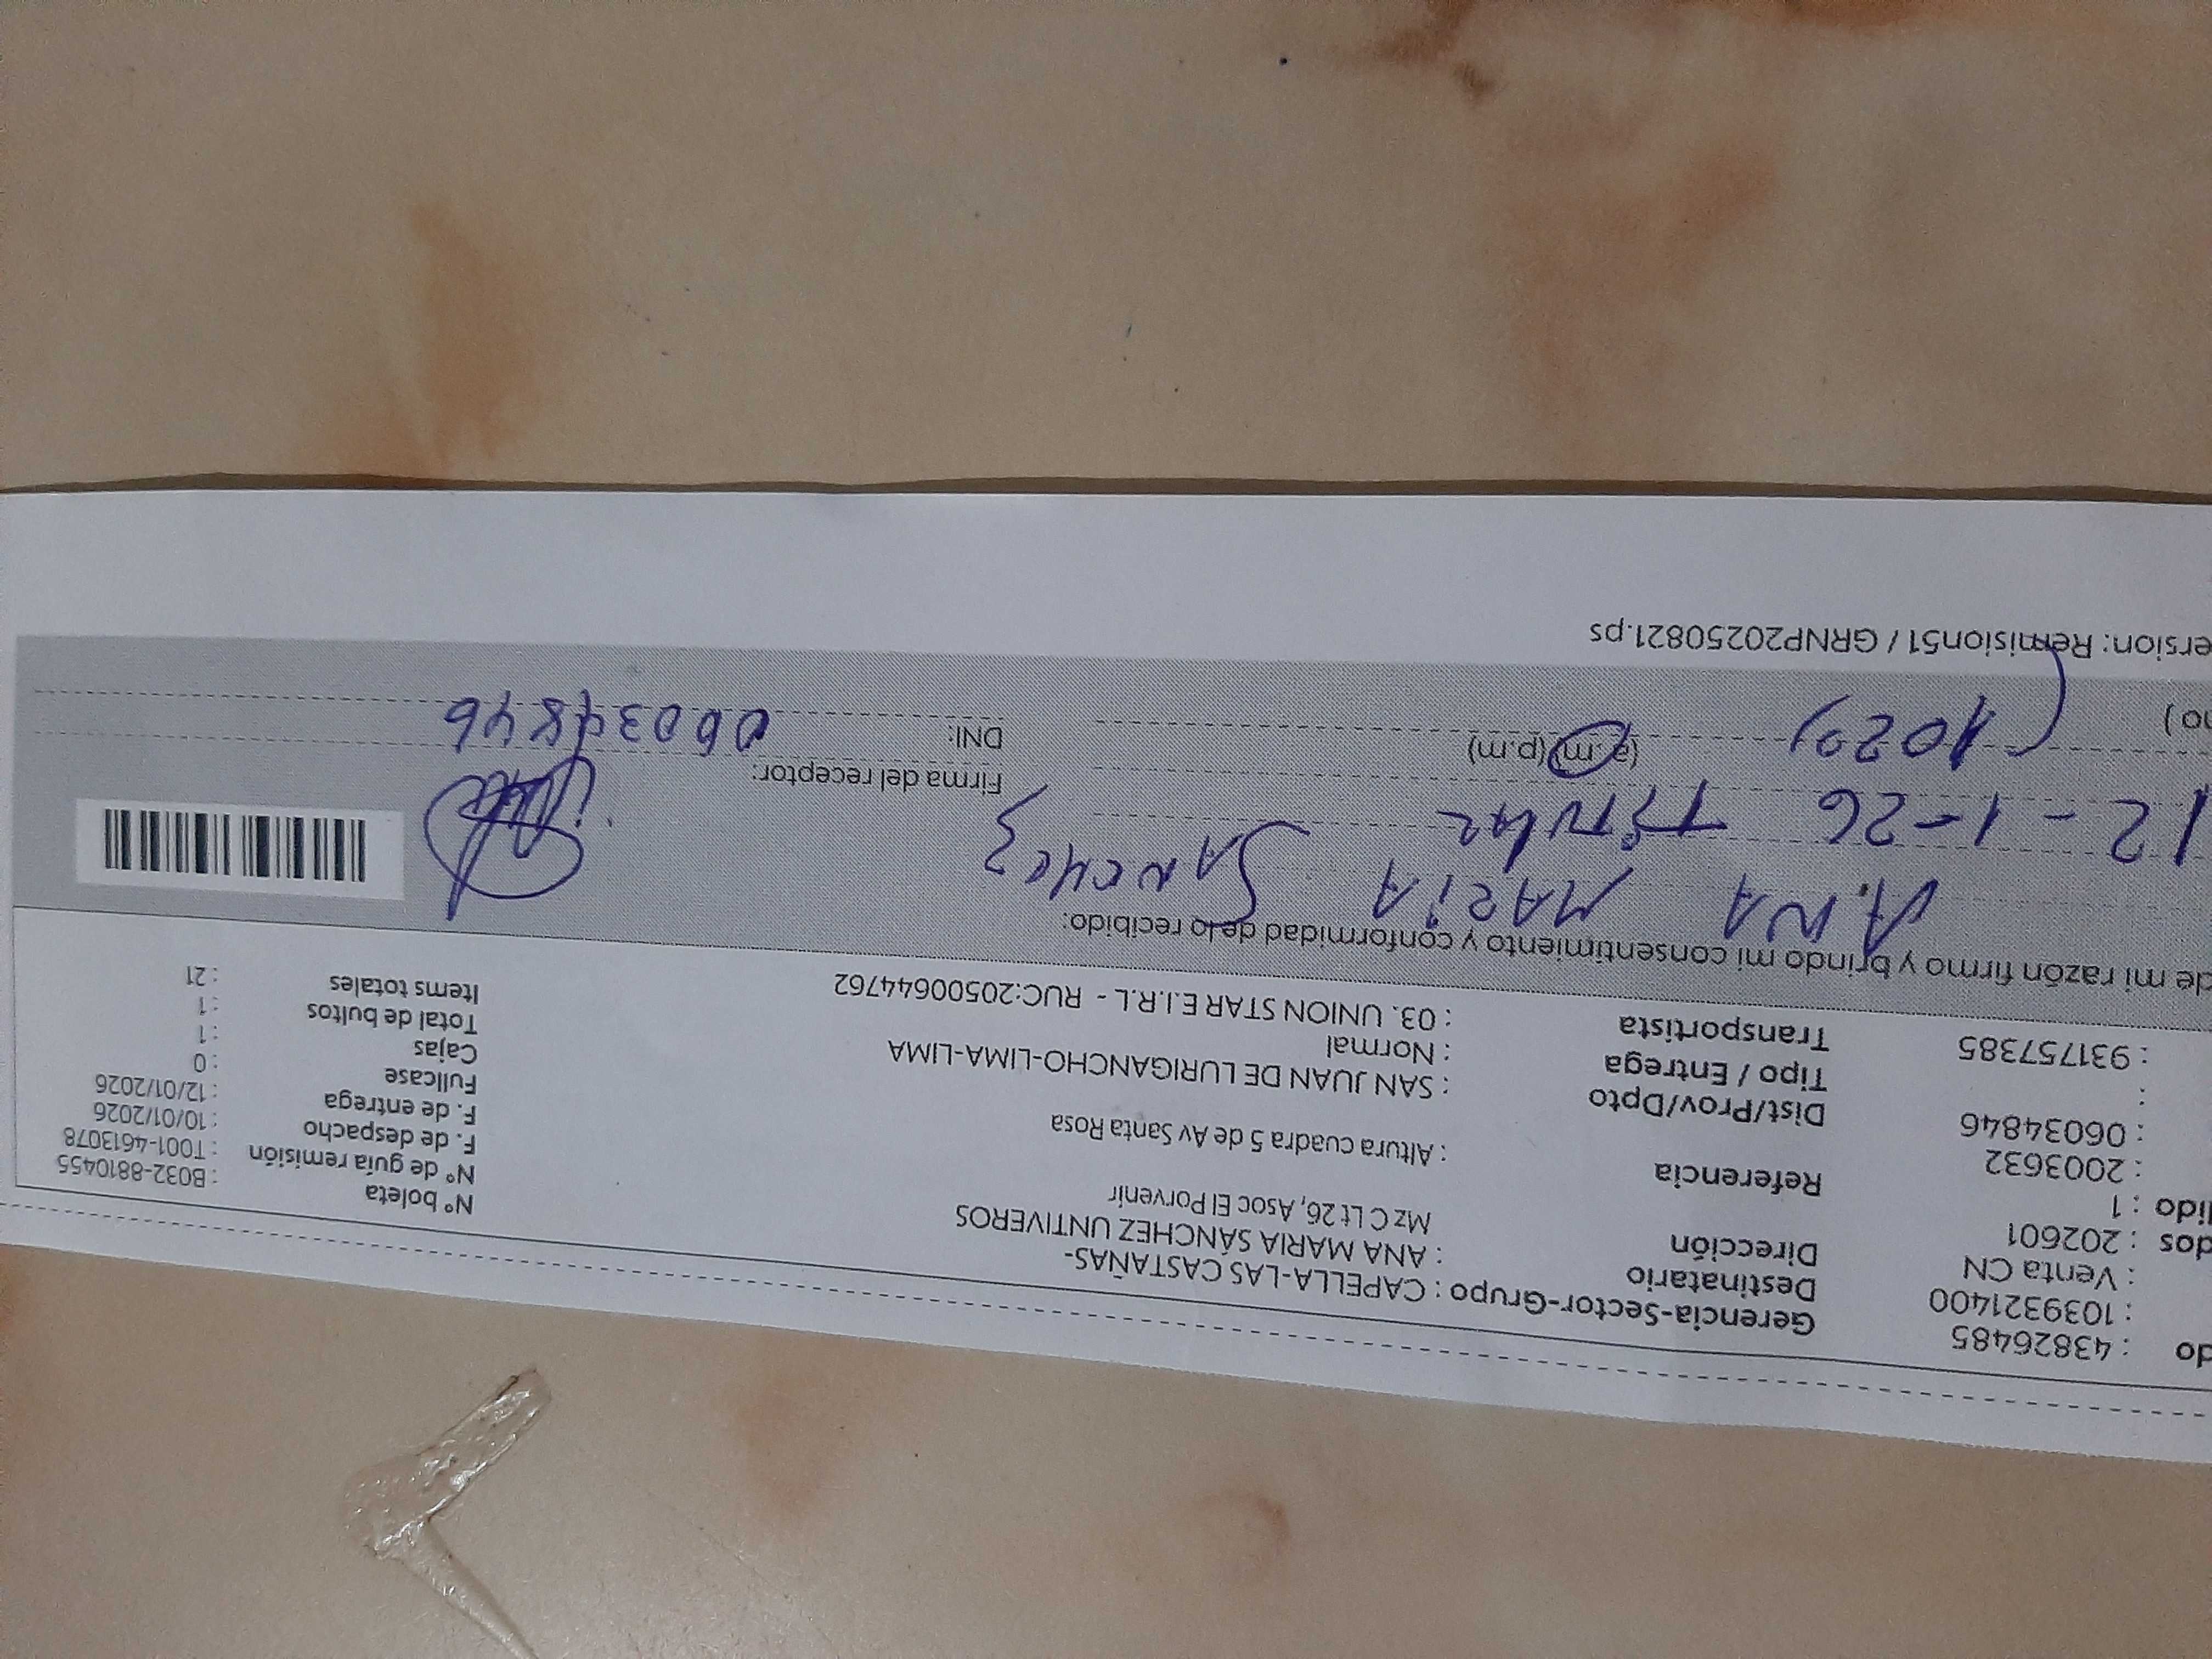 do : 43826485
: 1039321400
: Venta CN
dos : 202601
lido : 1
: 2003632
: 06034846
:
: 931757385
Gerencia-Sector-Grupo : CAPELLA-LAS CASTAÑAS-
Destinatario : ANA MARIA SÁNCHEZ UNTIVEROS
Dirección
Mz C Lt 26, Asoc El Porvenir
Referencia : Altura cuadra 5 de Av Santa Rosa
Dist/Prov/Dpto : SAN JUAN DE LURIGANCHO-LIMA-LIMA
Tipo / Entrega : Normal
Transportista : 03. UNION STAR E.I.R.L - RUC:20500644762
N° boleta : B032-8810455
N° de guía remisión : T001-4613078
F. de despacho : 10/01/2026
F. de entrega : 12/01/2026
Fullcase : 0
Cajas : 1
Total de bultos : 1
Items totales : 21
de mi razón firmo y brindo mi consentimiento y conformidad de lo recibido:
ANA MARiA SANCHEZ
12-1-26 TiTULAR
Firma del receptor:
(a.m)(p.m)
DNI: 06034846
no)
ersion: Remision51 / GRNP20250821.ps